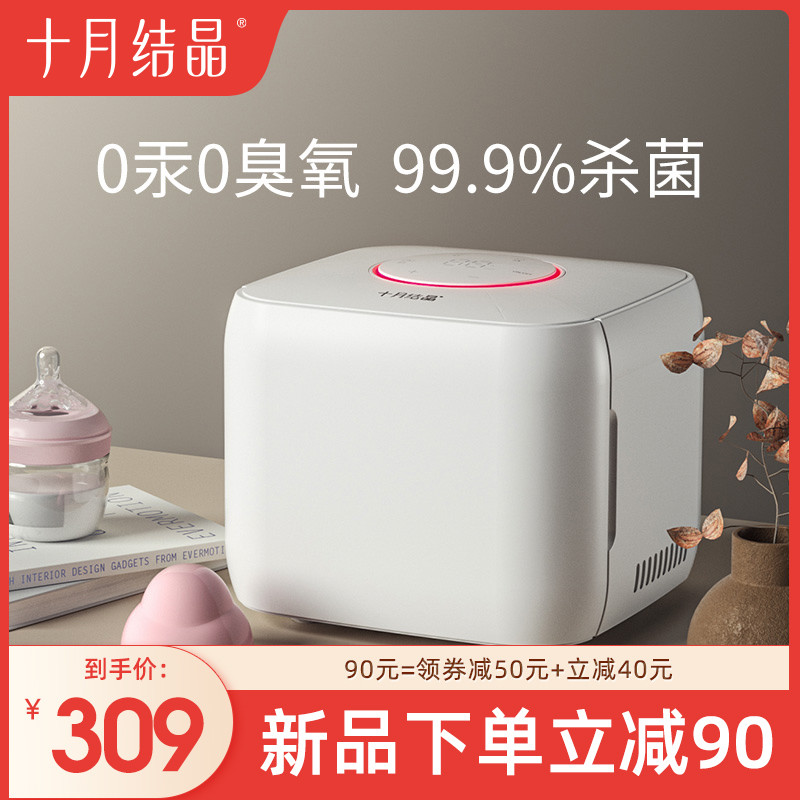 十月结晶®
0汞0臭氧 99.9%杀菌
十月结晶®
EVERMOTION
INTERIOR DESIGN GADGETS FROM EVERMOTI
到手价:
¥309
90元=领券减50元+立减40元
新品下单立减90